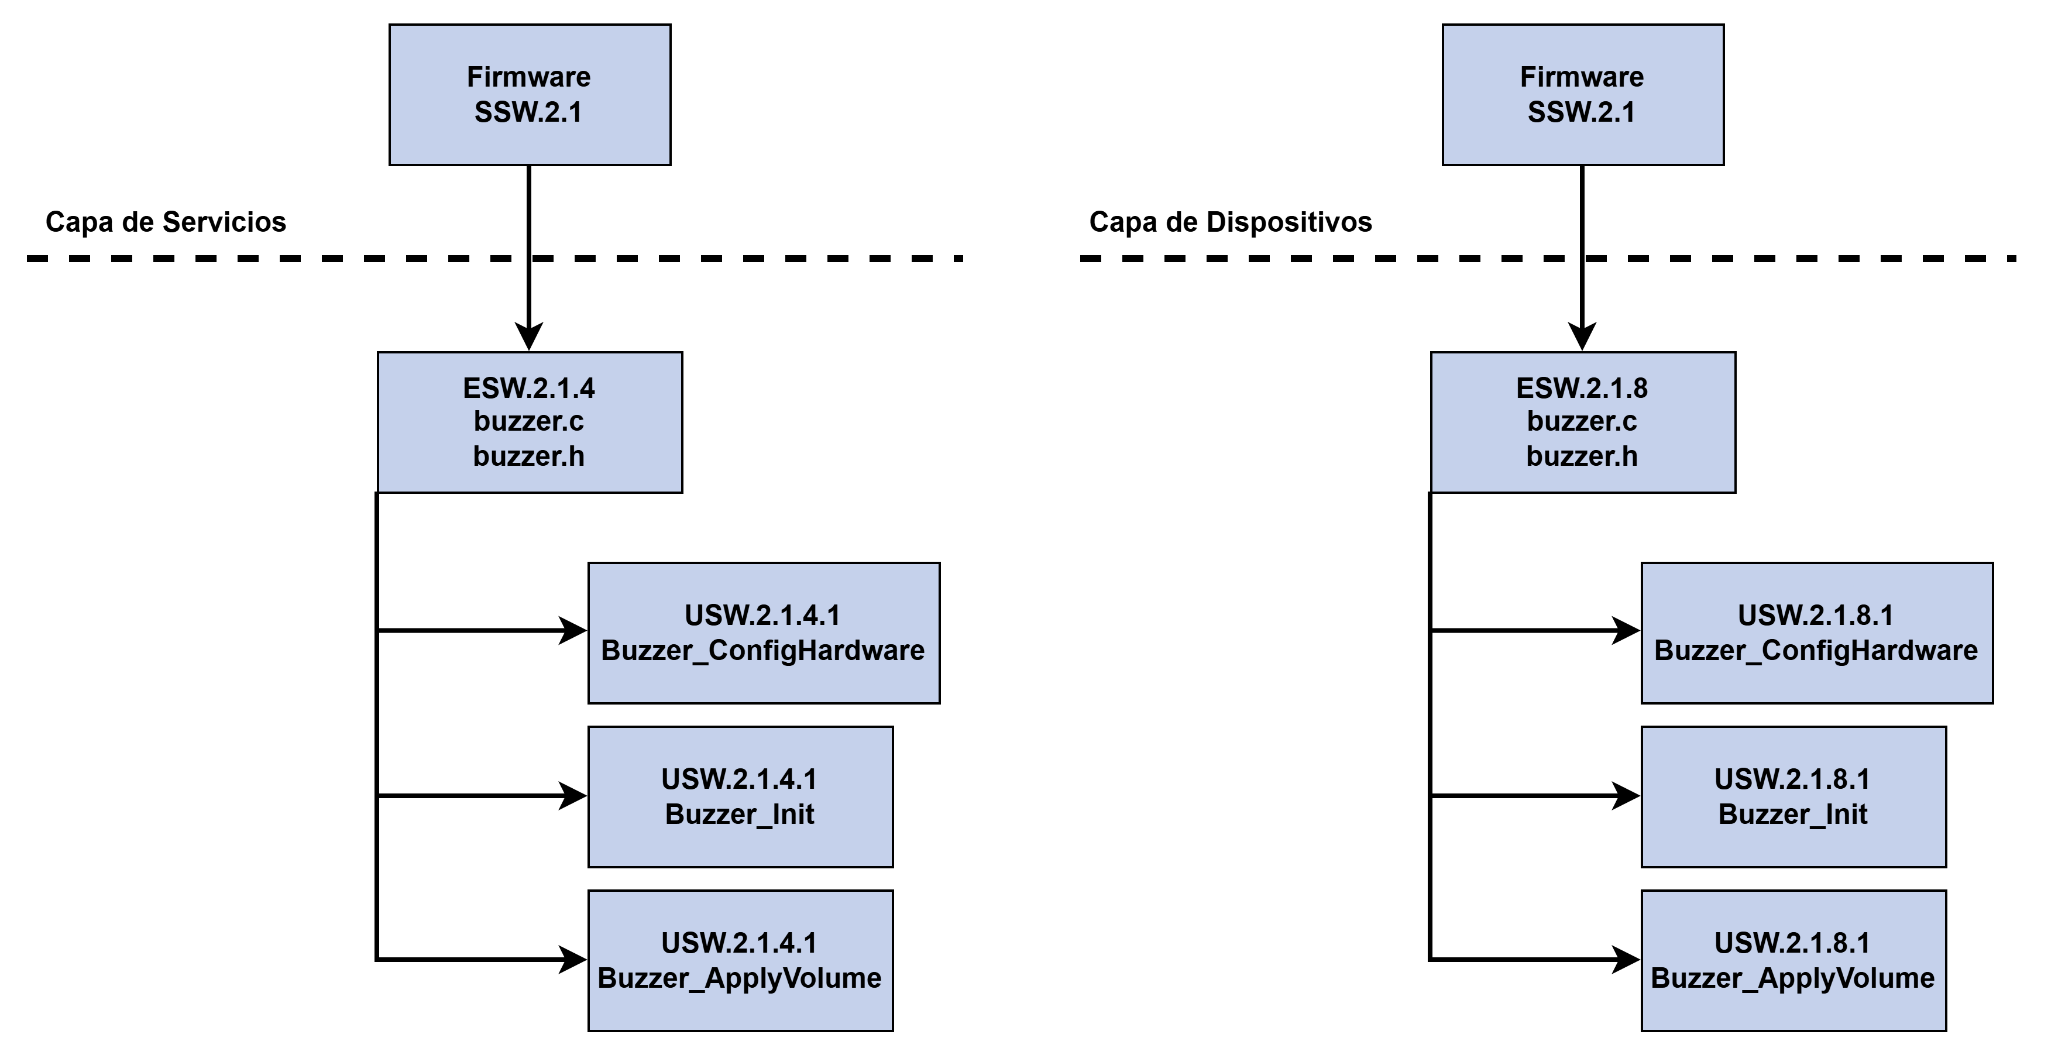 Firmware
SSW.2.1
Capa de Servicios
ESW.2.1.4
buzzer.c
buzzer.h
USW.2.1.4.1
Buzzer_ConfigHardware
USW.2.1.4.1
Buzzer_Init
USW.2.1.4.1
Buzzer_ApplyVolume
Firmware
SSW.2.1
Capa de Dispositivos
ESW.2.1.8
buzzer.c
buzzer.h
USW.2.1.8.1
Buzzer_ConfigHardware
USW.2.1.8.1
Buzzer_Init
USW.2.1.8.1
Buzzer_ApplyVolume